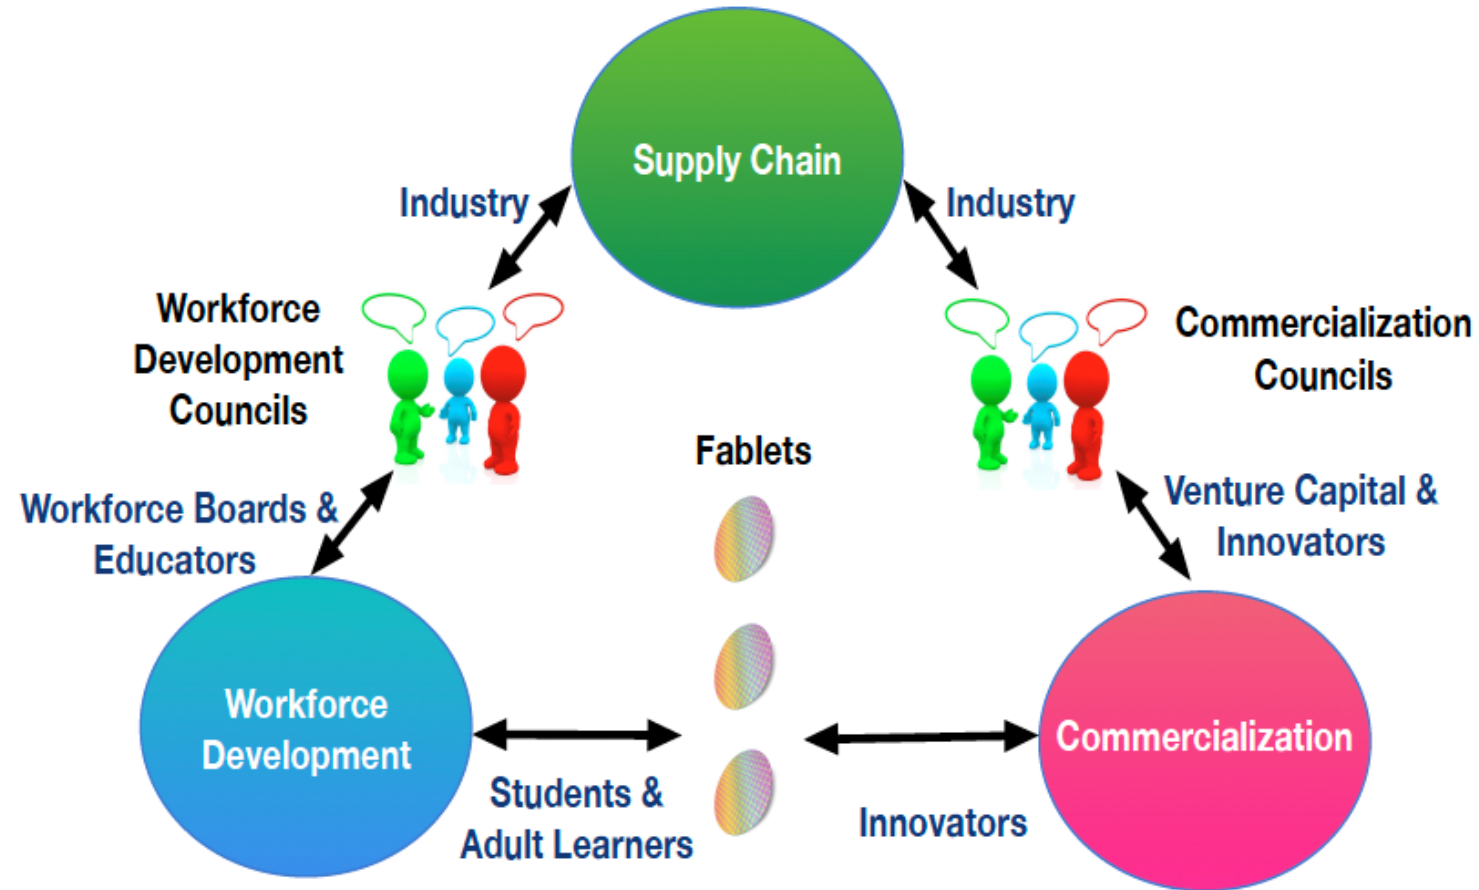 Supply Chain
Industry
Industry
Workforce
Development
Councils
Commercialization
Councils
Fablets
Workforce Boards &
Educators
Venture Capital &
Innovators
Workforce
Development
Commercialization
Students &
Adult Learners
Innovators